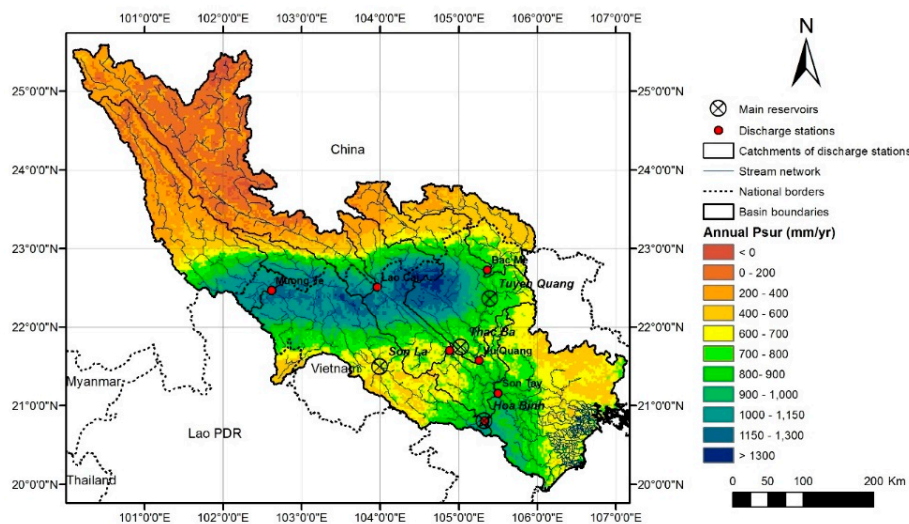 101°0'0"E 102°0'0"E 103°0'0"E 104°0'0"E 105°0'0"E 106°0'0"E 107°0'0"E
25°0'0"N 25°0'0"N
24°0'0"N 24°0'0"N
23°0'0"N 23°0'0"N
22°0'0"N 22°0'0"N
21°0'0"N 21°0'0"N
20°0'0"N 20°0'0"N
China
Bac Me
Muong Te Lao Cai
Tuyen Quang
Thac Ba
Son La
Vu Quang
Vietnam
Myanmar
Son Tay
Hoa Binh
Lao PDR
Thailand
101°0'0"E 102°0'0"E 103°0'0"E 104°0'0"E 105°0'0"E 106°0'0"E 107°0'0"E
N
Main reservoirs
Discharge stations
Catchments of discharge stations
Stream network
National borders
Basin boundaries
Annual Psur (mm/yr)
< 0
0 - 200
200 - 400
400 - 600
600 - 700
700 - 800
800- 900
900 - 1,000
1000 - 1,150
1150 - 1,300
> 1300
0 50 100 200 Km